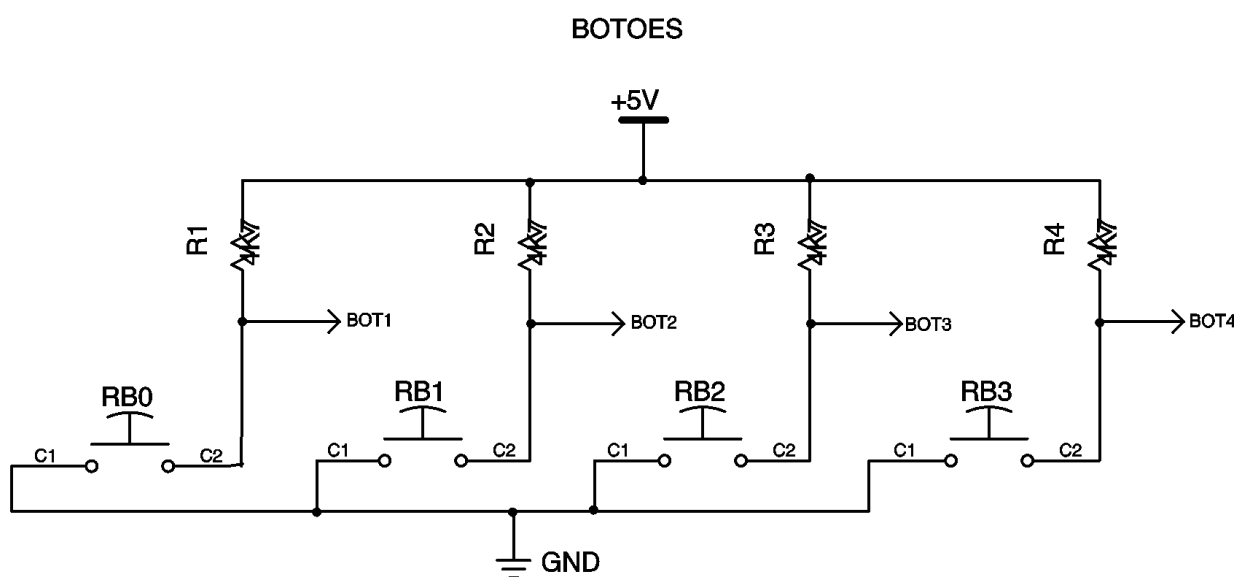 BOTOES
+5V
R1 4K7 R2 4K7 R3 4K7 R4 4K7
BOT1 BOT2 BOT3 BOT4
RB0 RB1 RB2 RB3
C1 C2 C1 C2 C1 C2 C1 C2
GND